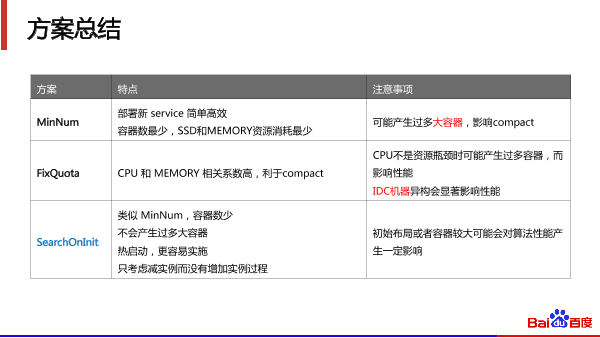 方案总结
方案 特点 注意事项
MinNum
部署新 service 简单高效
容器数最少，SSD和MEMORY资源消耗最少
可能产生过多大容器，影响compact
FixQuota
CPU 和 MEMORY 相关系数高，利于compact
CPU不是资源瓶颈时可能产生过多容器，而
影响性能
IDC机器异构会显著影响性能
SearchOnInit
类似 MinNum，容器数少
不会产生过多大容器
热启动，更容易实施
只考虑减实例而没有增加实例过程
初始布局或者容器较大可能会对算法性能产
生一定影响
Baidu百度